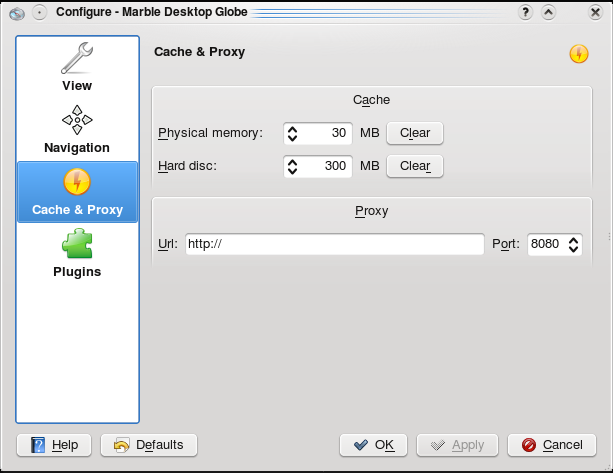 Configure - Marble Desktop Globe
View
Navigation
Cache & Proxy
Plugins
Cache & Proxy
Cache
Physical memory: 30 MB Clear
Hard disc: 300 MB Clear
Proxy
Url: http:// Port: 8080
Help Defaults OK Apply Cancel